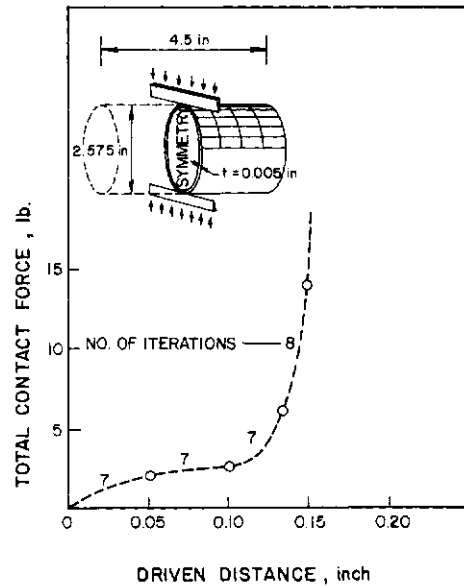 4.5 in
2.575 in
SYMMETRY
t = 0.005 in
TOTAL CONTACT FORCE , lb.
15
10
5
NO. OF ITERATIONS 8
7
7
7
0
0.05
0.10
0.15
0.20
DRIVEN DISTANCE , inch